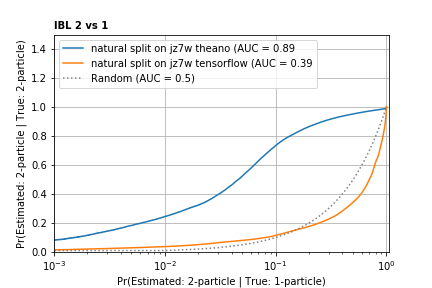 IBL 2 vs 1
natural split on jz7w theano (AUC = 0.89
natural split on jz7w tensorflow (AUC = 0.39
Random (AUC = 0.5)
Pr(Estimated: 2-particle | True: 2-particle)
1.4
1.2
1.0
0.8
0.6
0.4
0.2
0.0
10⁻³ 10⁻² 10⁻¹ 10⁰
Pr(Estimated: 2-particle | True: 1-particle)